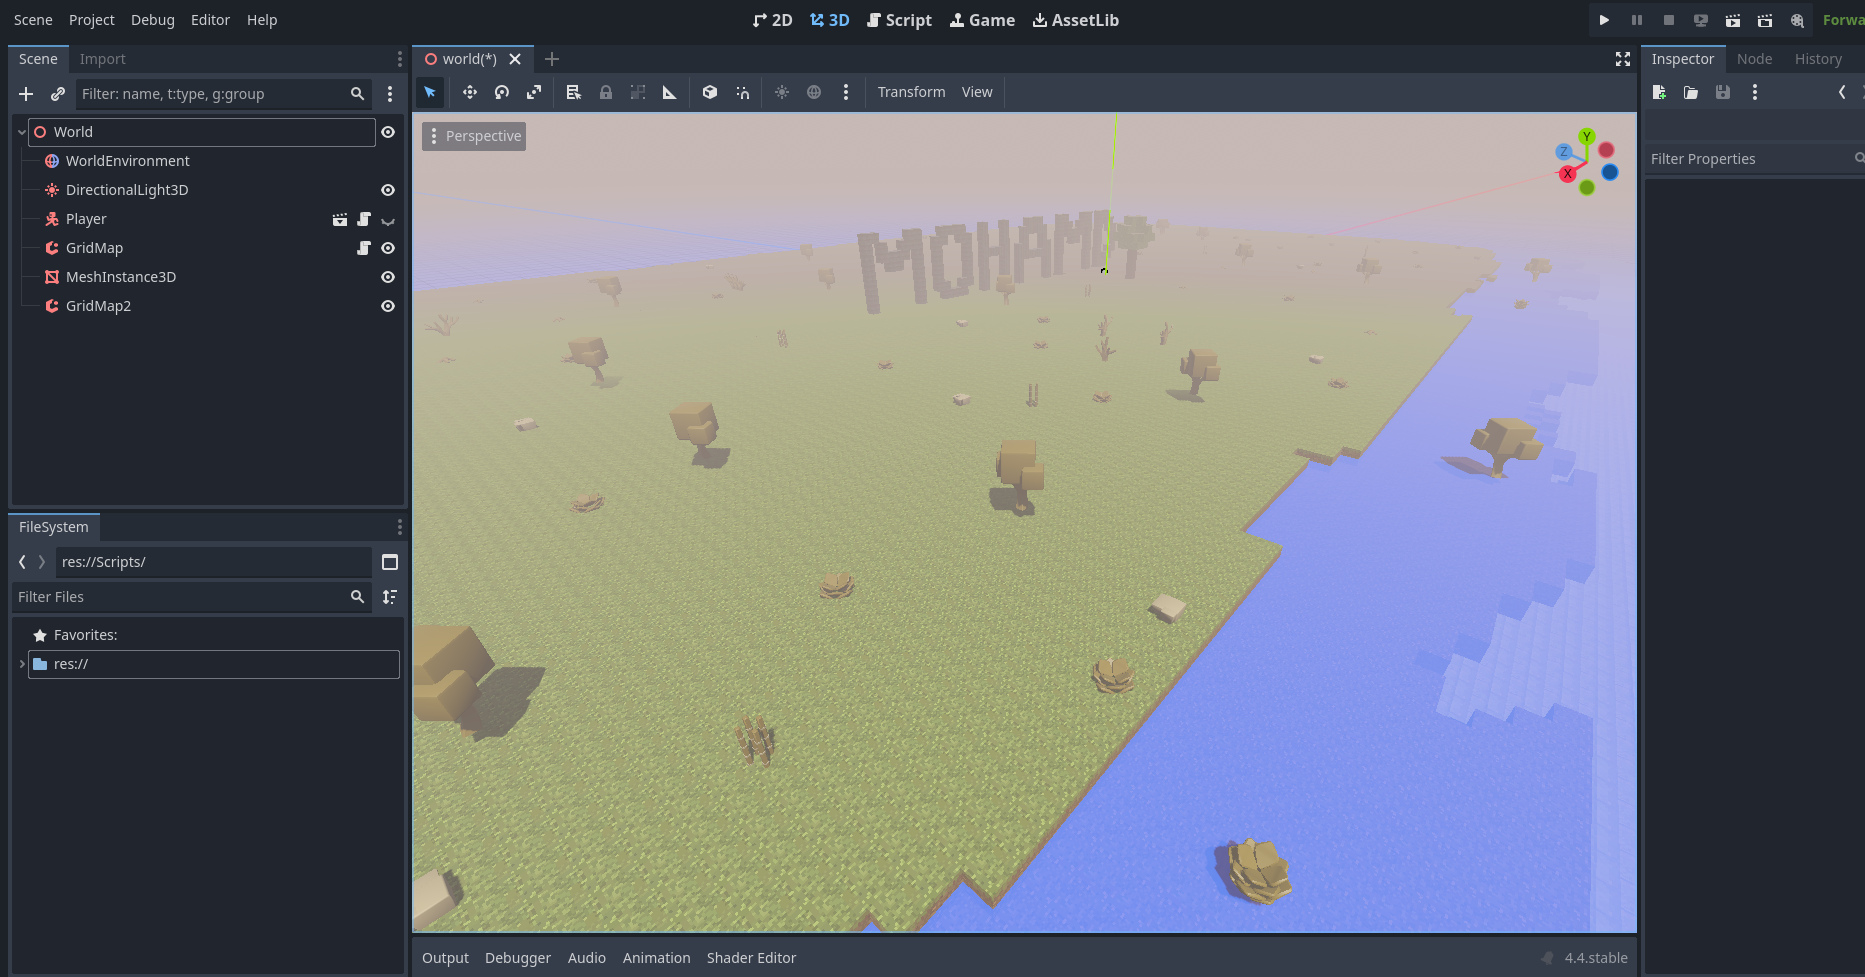 Scene Project Debug Editor Help
2D 3D Script Game AssetLib
Scene Import
Filter: name, t:type, g:group
World
WorldEnvironment
DirectionalLight3D
Player
GridMap
MeshInstance3D
GridMap2
FileSystem
res://Scripts/
Filter Files
Favorites:
res://
world(*)
Transform View
Perspective
Y
Z
X
Output Debugger Audio Animation Shader Editor
4.4.stable
Inspector Node History
Filter Properties